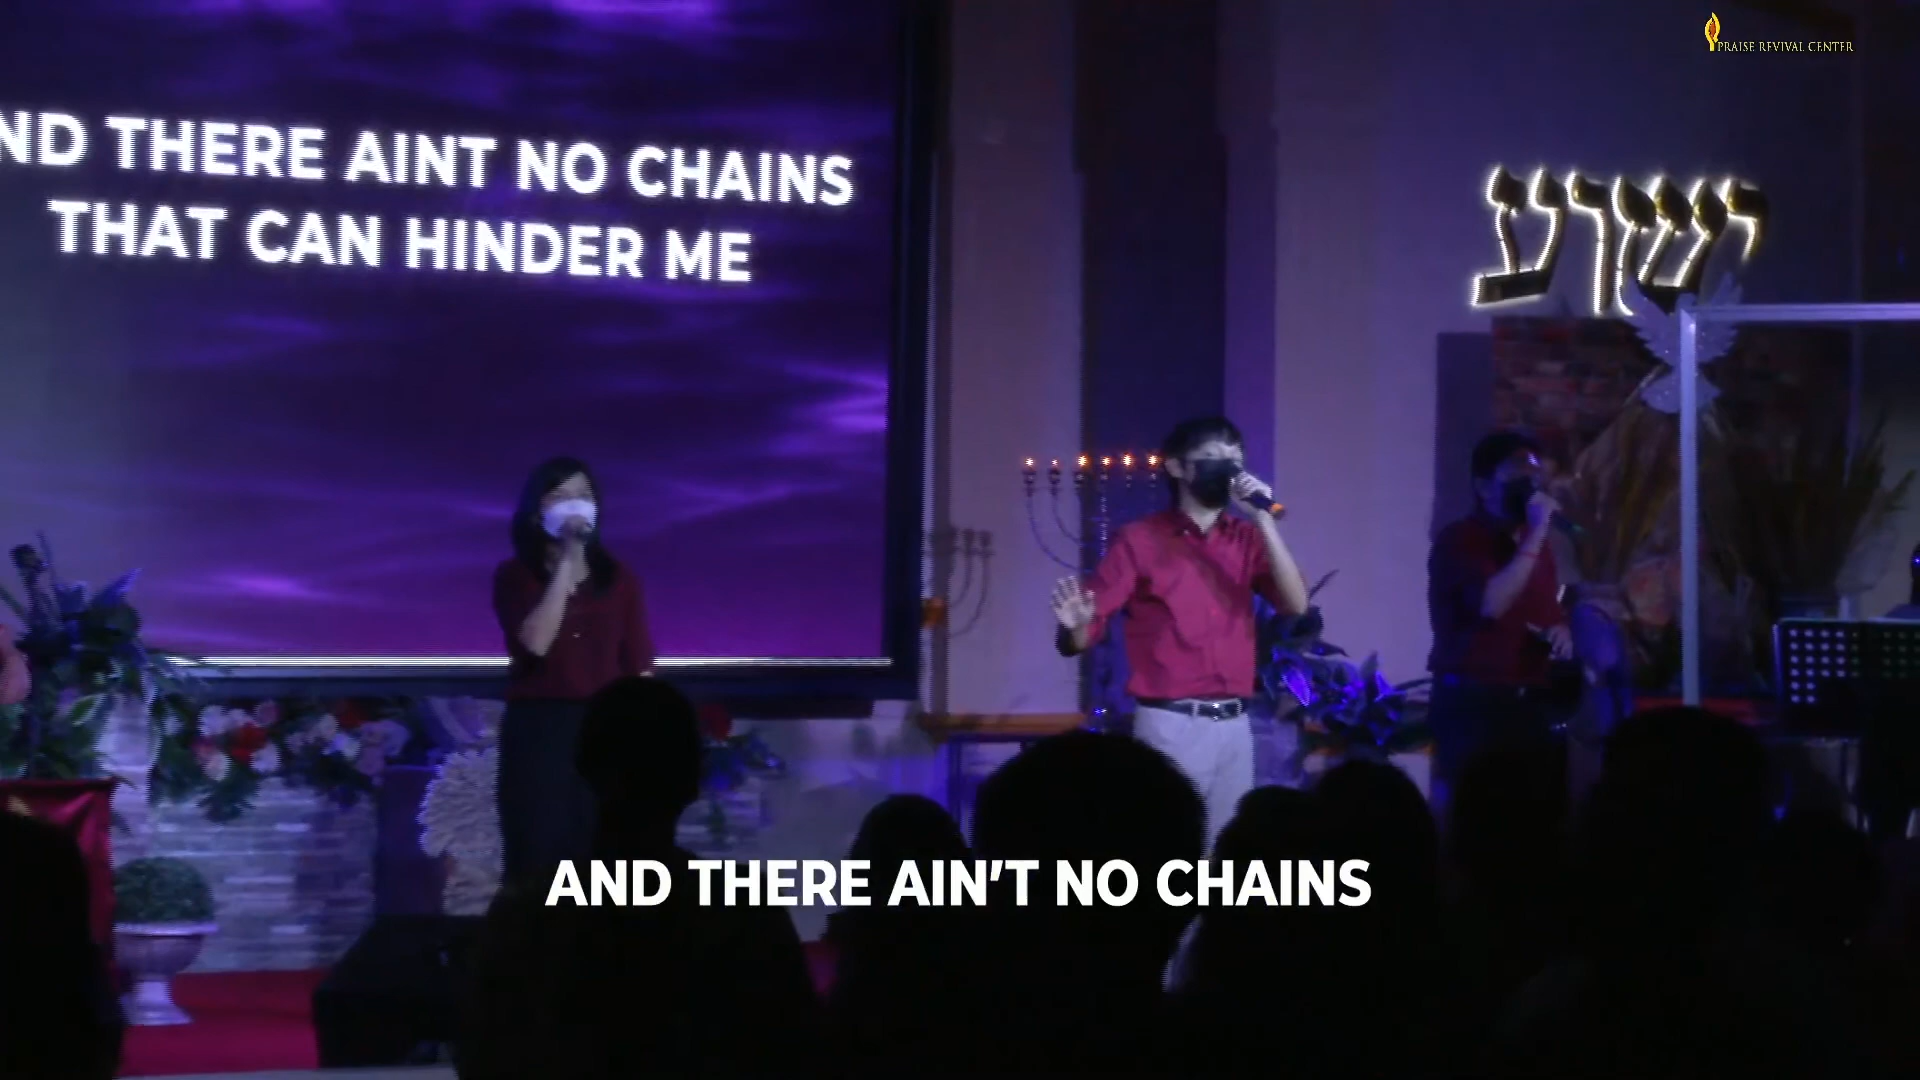 PRAISE REVIVAL CENTER
ND THERE AINT NO CHAINS
THAT CAN HINDER ME
ישוע
AND THERE AIN'T NO CHAINS